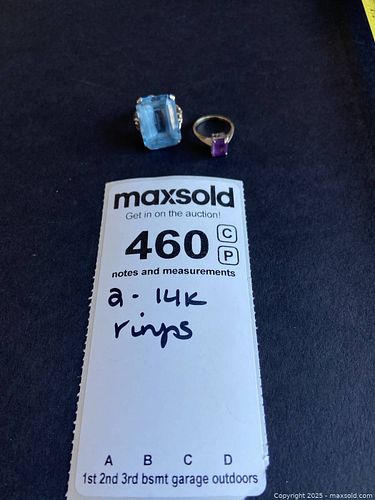 maxsold
Get in on the auction!
460
C
P
notes and measurements
2 - 14K
rings
A B C D
1st 2nd 3rd bsmt garage outdoors
Copyright 2025 - maxsold.com